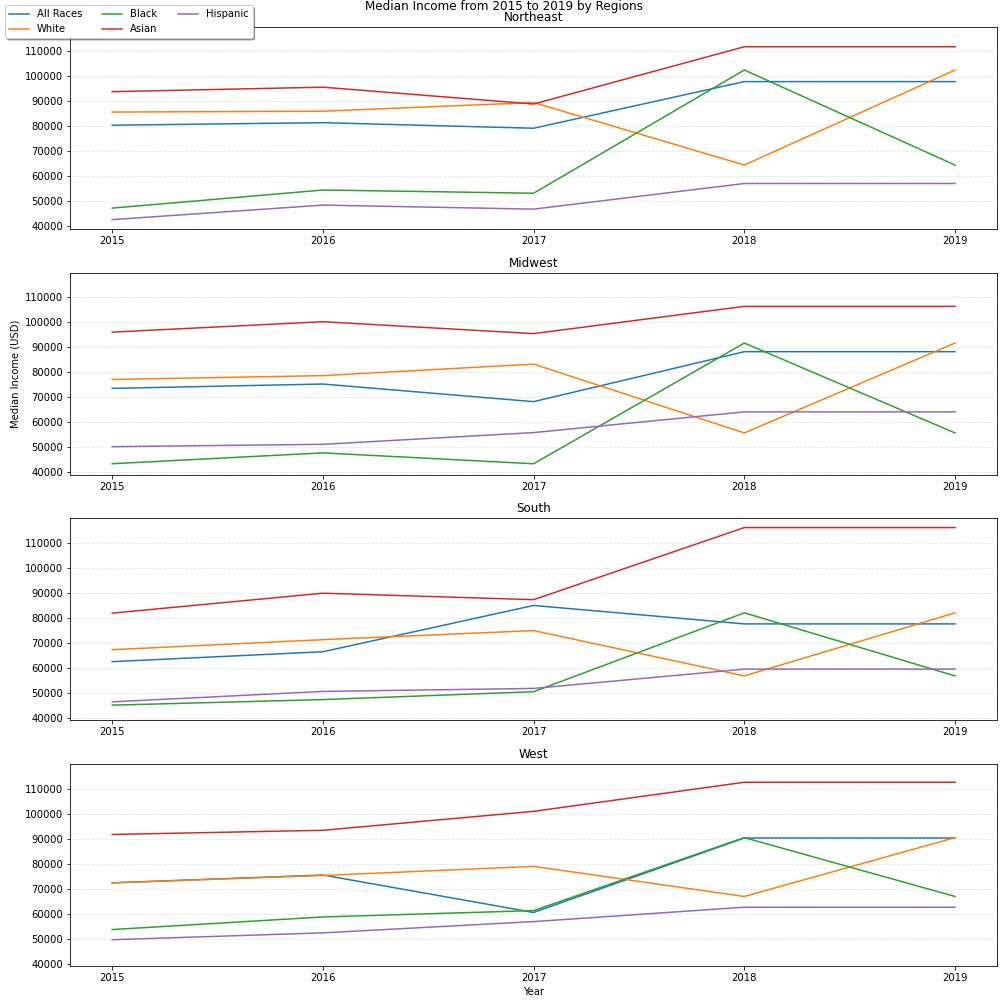 Median Income from 2015 to 2019 by Regions
All Races Black Hispanic
White Asian
Northeast
110000
100000
90000
80000
70000
60000
50000
40000
2015 2016 2017 2018 2019
Midwest
Median Income (USD)
110000
100000
90000
80000
70000
60000
50000
40000
2015 2016 2017 2018 2019
South
110000
100000
90000
80000
70000
60000
50000
40000
2015 2016 2017 2018 2019
West
110000
100000
90000
80000
70000
60000
50000
40000
2015 2016 2017 2018 2019
Year